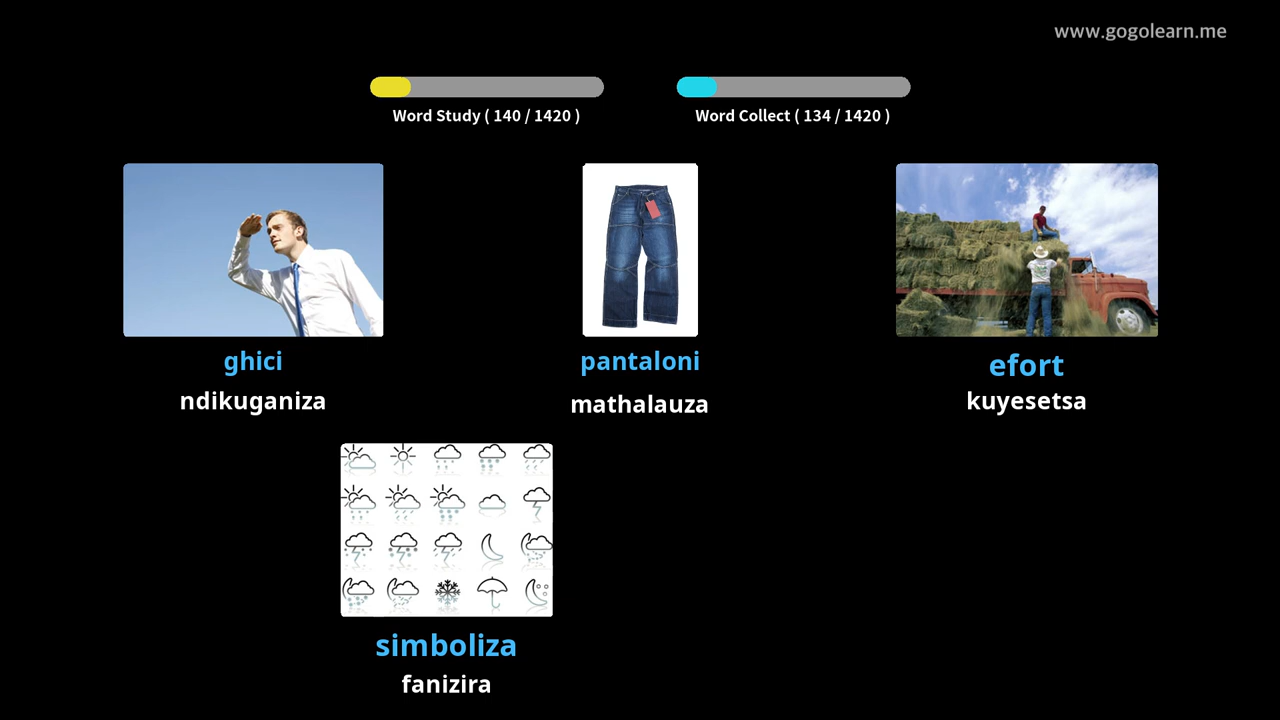 www.gogolearn.me
Word Study ( 140 / 1420 )
Word Collect ( 134 / 1420 )
ghici
ndikuganiza
pantaloni
mathalauza
efort
kuyesetsa
simboliza
fanizira